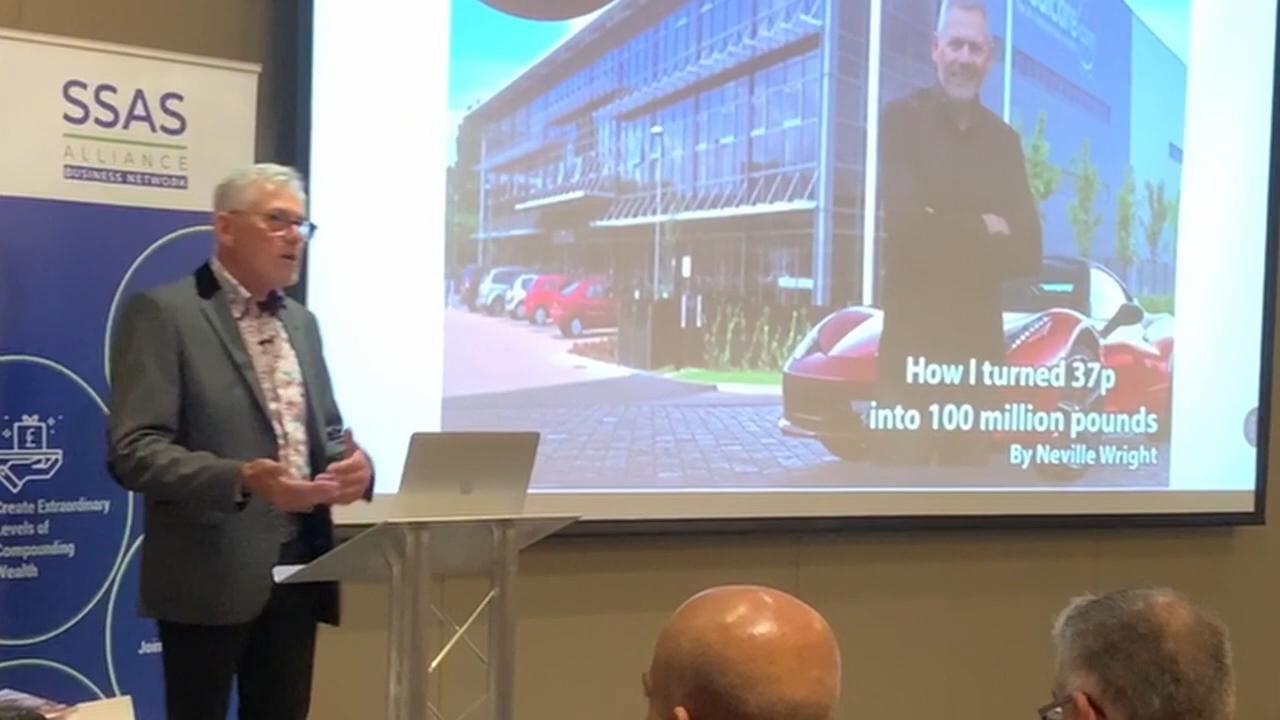 SSAS
ALLIANCE
BUSINESS NETWORK
£
Create Extraordinary
Levels of
Compounding
Wealth
Join
How I turned 37p
into 100 million pounds
By Neville Wright